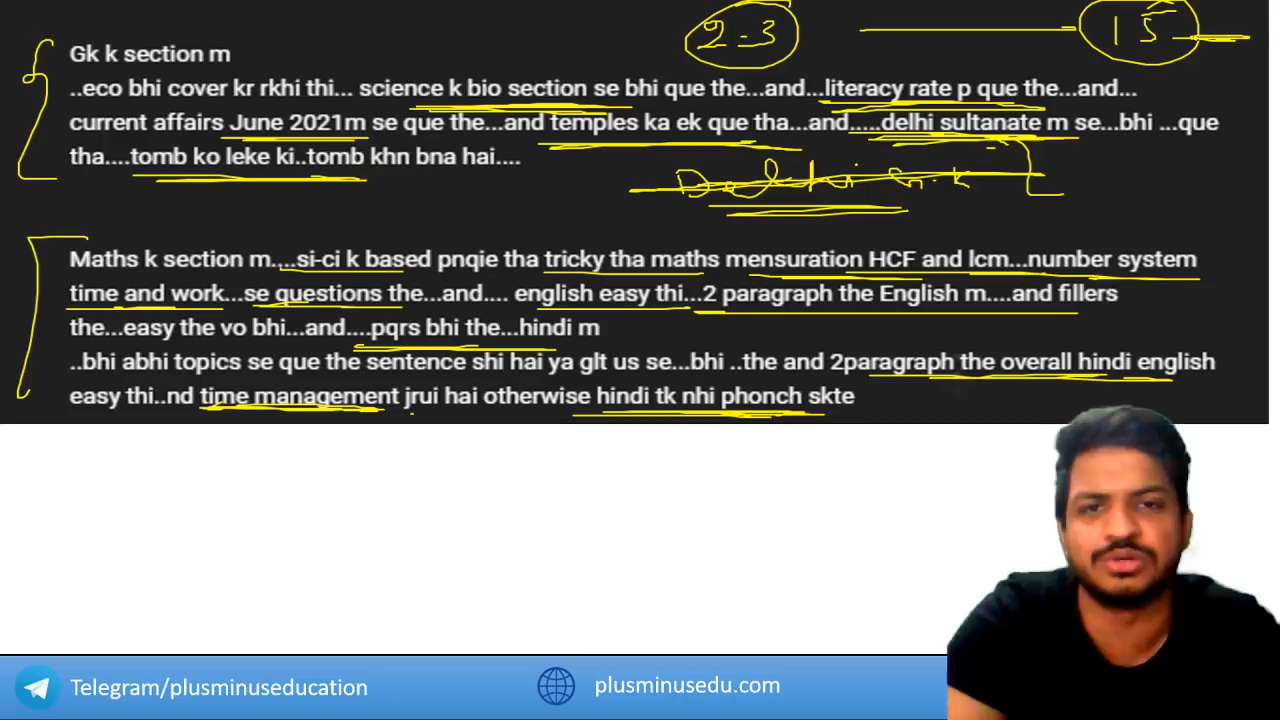 2-3 15
Gk k section m
..eco bhi cover kr rkhi thi... science k bio section se bhi que the...and...literacy rate p que the...and...
current affairs June 2021m se que the...and temples ka ek que tha...and.....delhi sultanate m se...bhi ...que
tha....tomb ko leke ki..tomb khn bna hai....
Delhi G.k
Maths k section m....si-ci k based pnqie tha tricky tha maths mensuration HCF and lcm...number system
time and work...se questions the...and.... english easy thi...2 paragraph the English m....and fillers
the...easy the vo bhi...and....pqrs bhi the...hindi m
..bhi abhi topics se que the sentence shi hai ya glt us se...bhi ..the and 2paragraph the overall hindi english
easy thi..nd time management jrui hai otherwise hindi tk nhi phonch skte
Telegram/plusminuseducation
plusminusedu.com